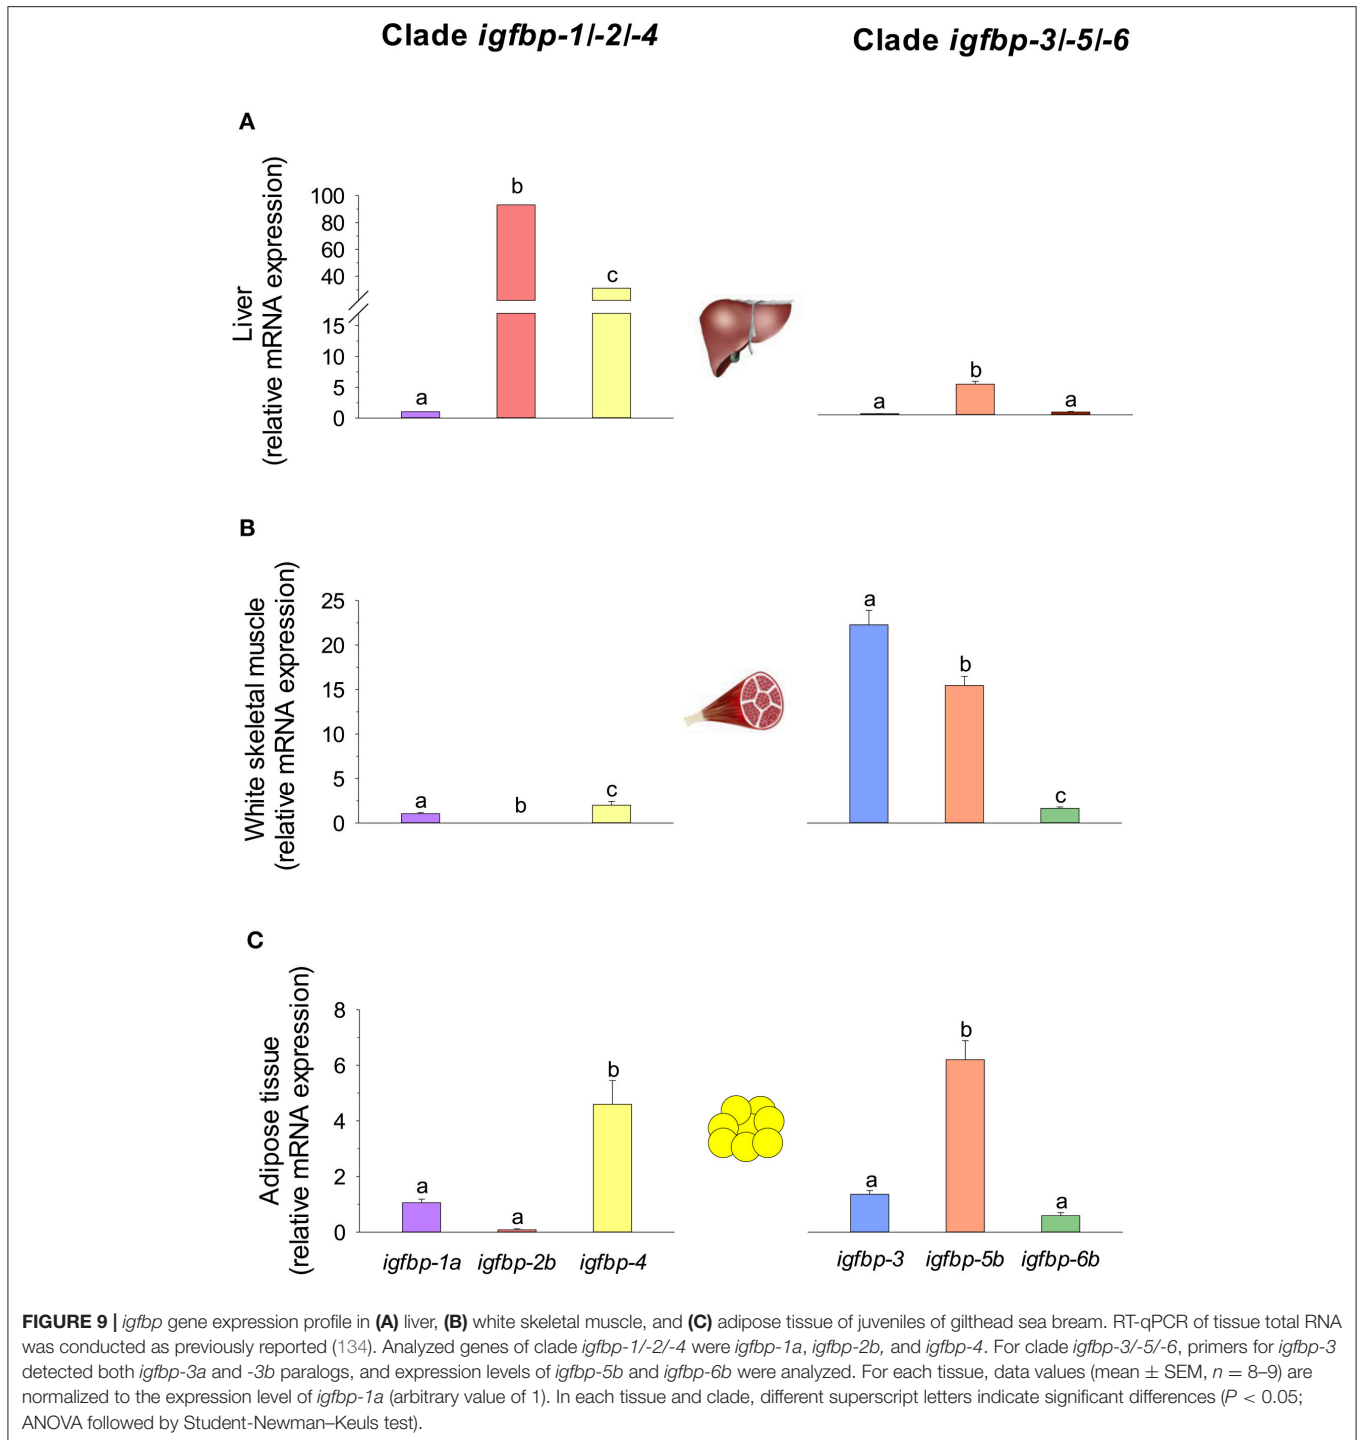 Clade igfbp-1/-2/-4
Clade igfbp-3/-5/-6
A
Liver
(relative mRNA expression)
100
80
60
40
15
10
5
0
a
b
c
a
b
a
B
White skeletal muscle
(relative mRNA expression)
25
20
15
10
5
0
a
b
c
a
b
c
C
Adipose tissue
(relative mRNA expression)
8
6
4
2
0
a
a
b
a
b
a
igfbp-1a igfbp-2b igfbp-4
igfbp-3 igfbp-5b igfbp-6b
FIGURE 9 | igfbp gene expression profile in (A) liver, (B) white skeletal muscle, and (C) adipose tissue of juveniles of gilthead sea bream. RT-qPCR of tissue total RNA
was conducted as previously reported (134). Analyzed genes of clade igfbp-1/-2/-4 were igfbp-1a, igfbp-2b, and igfbp-4. For clade igfbp-3/-5/-6, primers for igfbp-3
detected both igfbp-3a and -3b paralogs, and expression levels of igfbp-5b and igfbp-6b were analyzed. For each tissue, data values (mean ± SEM, n = 8–9) are
normalized to the expression level of igfbp-1a (arbitrary value of 1). In each tissue and clade, different superscript letters indicate significant differences (P < 0.05;
ANOVA followed by Student-Newman–Keuls test).